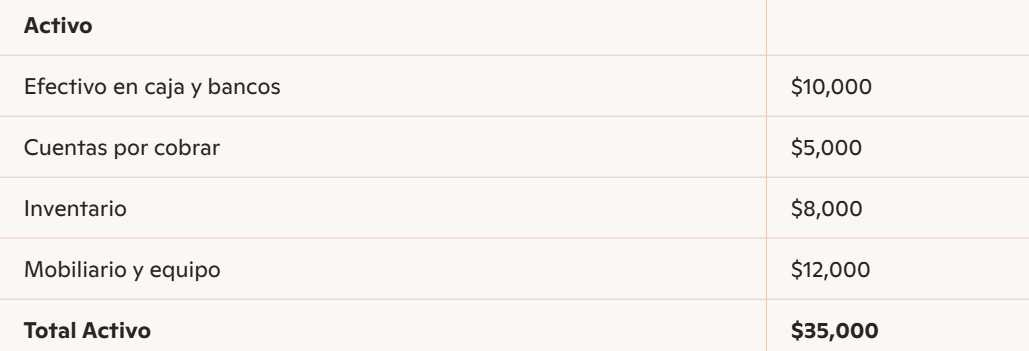 Activo
Efectivo en caja y bancos $10,000
Cuentas por cobrar $5,000
Inventario $8,000
Mobiliario y equipo $12,000
Total Activo $35,000